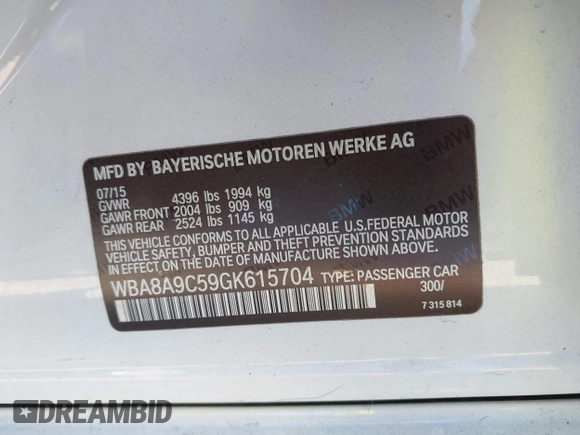 MFD BY BAYERISCHE MOTOREN WERKE AG
07/15
GVWR 4396 lbs 1994 kg
GAWR FRONT 2004 lbs 909 kg
GAWR REAR 2524 lbs 1145 kg
THIS VEHICLE CONFORMS TO ALL APPLICABLE U.S.FEDERAL MOTOR
VEHICLE SAFETY, BUMPER AND THEFT PREVENTION STANDARDS
IN EFFECT ON THE DATE OF MANUFACTURE SHOWN ABOVE.
WBA8A9C59GK615704 TYPE: PASSENGER CAR
300/
7 315 814
BMW
BMW
BMW
DREAMBID